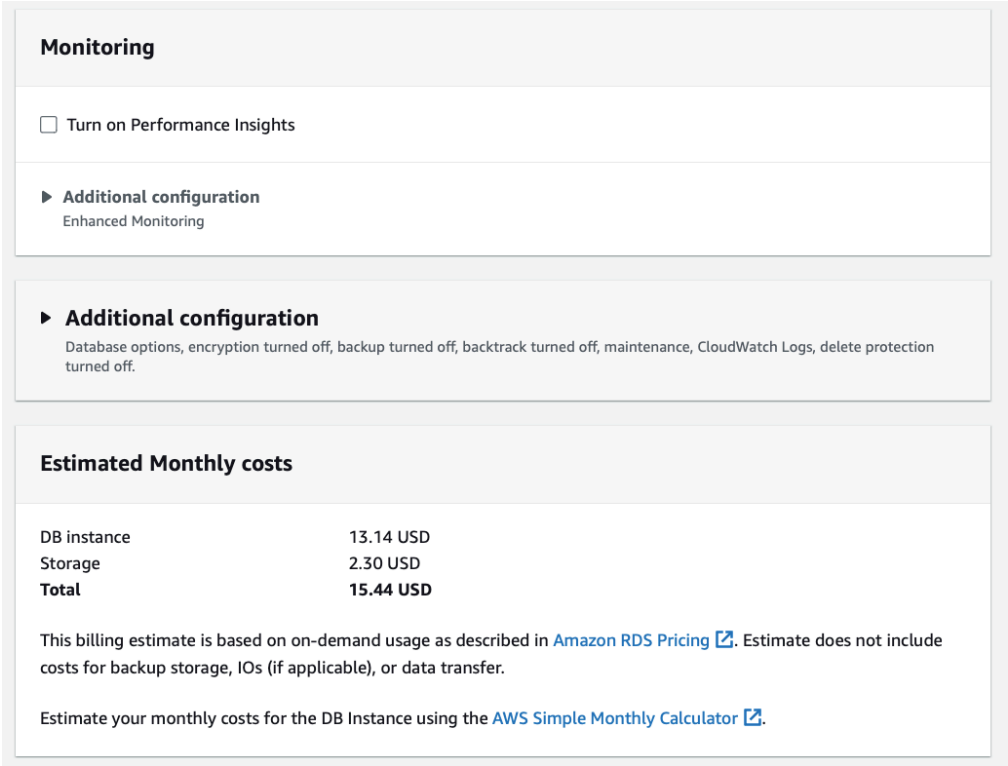 Monitoring
Turn on Performance Insights
Additional configuration
Enhanced Monitoring
Additional configuration
Database options, encryption turned off, backup turned off, backtrack turned off, maintenance, CloudWatch Logs, delete protection
turned off.
Estimated Monthly costs
DB instance 13.14 USD
Storage 2.30 USD
Total 15.44 USD
This billing estimate is based on on-demand usage as described in Amazon RDS Pricing. Estimate does not include
costs for backup storage, IOs (if applicable), or data transfer.
Estimate your monthly costs for the DB Instance using the AWS Simple Monthly Calculator.